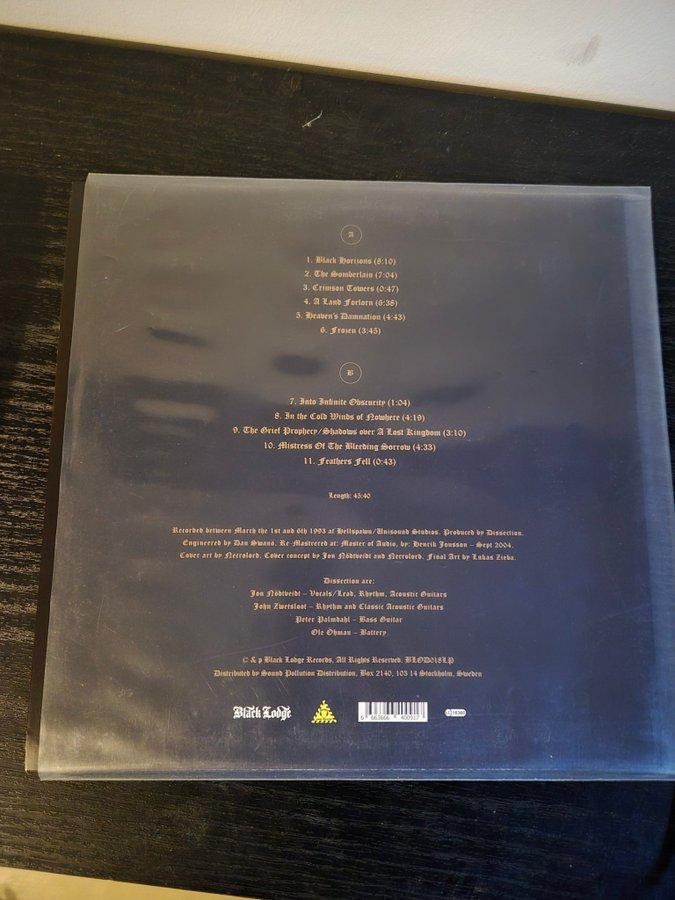 A
1. Black Horizons (8:10)
2. The Somberlain (7:04)
3. Crimson Towers (0:47)
4. A Land Forlorn (6:38)
5. Heaven's Damnation (4:43)
6. Frozen (3:45)
B
7. Into Infinite Obscurity (1:04)
8. In the Cold Winds of Nowhere (4:19)
9. The Grief Prophecy/Shadows over A Lost Kingdom (3:10)
10. Mistress Of The Bleeding Sorrow (4:33)
11. Feathers Fell (0:43)
Length: 45:40
Recorded between March the 1st and 6th 1993 at Hellspawn/Unisound Studios. Produced by Dissection.
Engineered by Dan Swanö. Re-Mastrered at: Master of Audio, by: Henrik Jonsson – Sept 2004.
Cover art by Necrolord. Cover concept by Jon Nödtveidt and Necrolord. Final Art by Lukas Zieba.
Dissection are:
Jon Nödtveidt – Vocals/Lead, Rhythm, Acoustic Guitars
John Zwetsloot – Rhythm and Classic Acoustic Guitars
Peter Palmdahl – Bass Guitar
Ole Öhman – Battery
© & p Black Lodge Records, All Rights Reserved. BLOD018LP
Distributed by Sound Pollution Distribution, Box 2140, 103 14 Stockholm, Sweden
Black Lodge
6 663666 400917